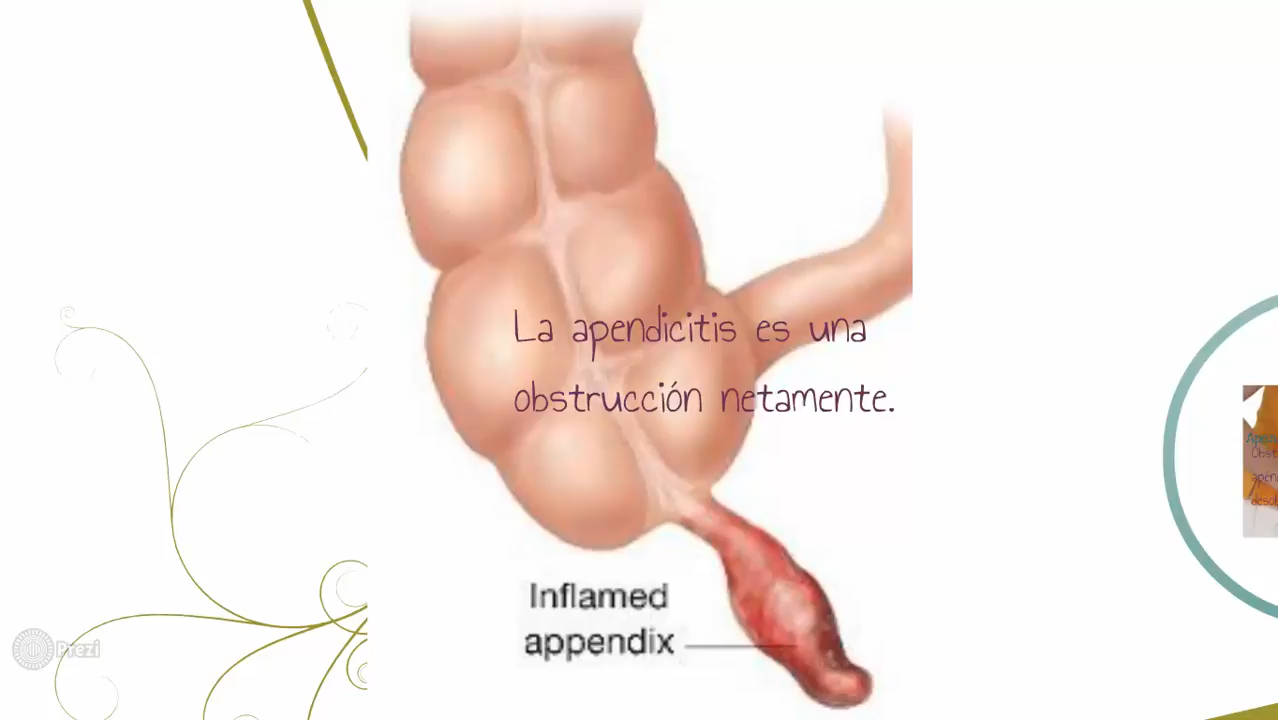 La apendicitis es una
obstrucción netamente.
Inflamed
appendix
Prezi